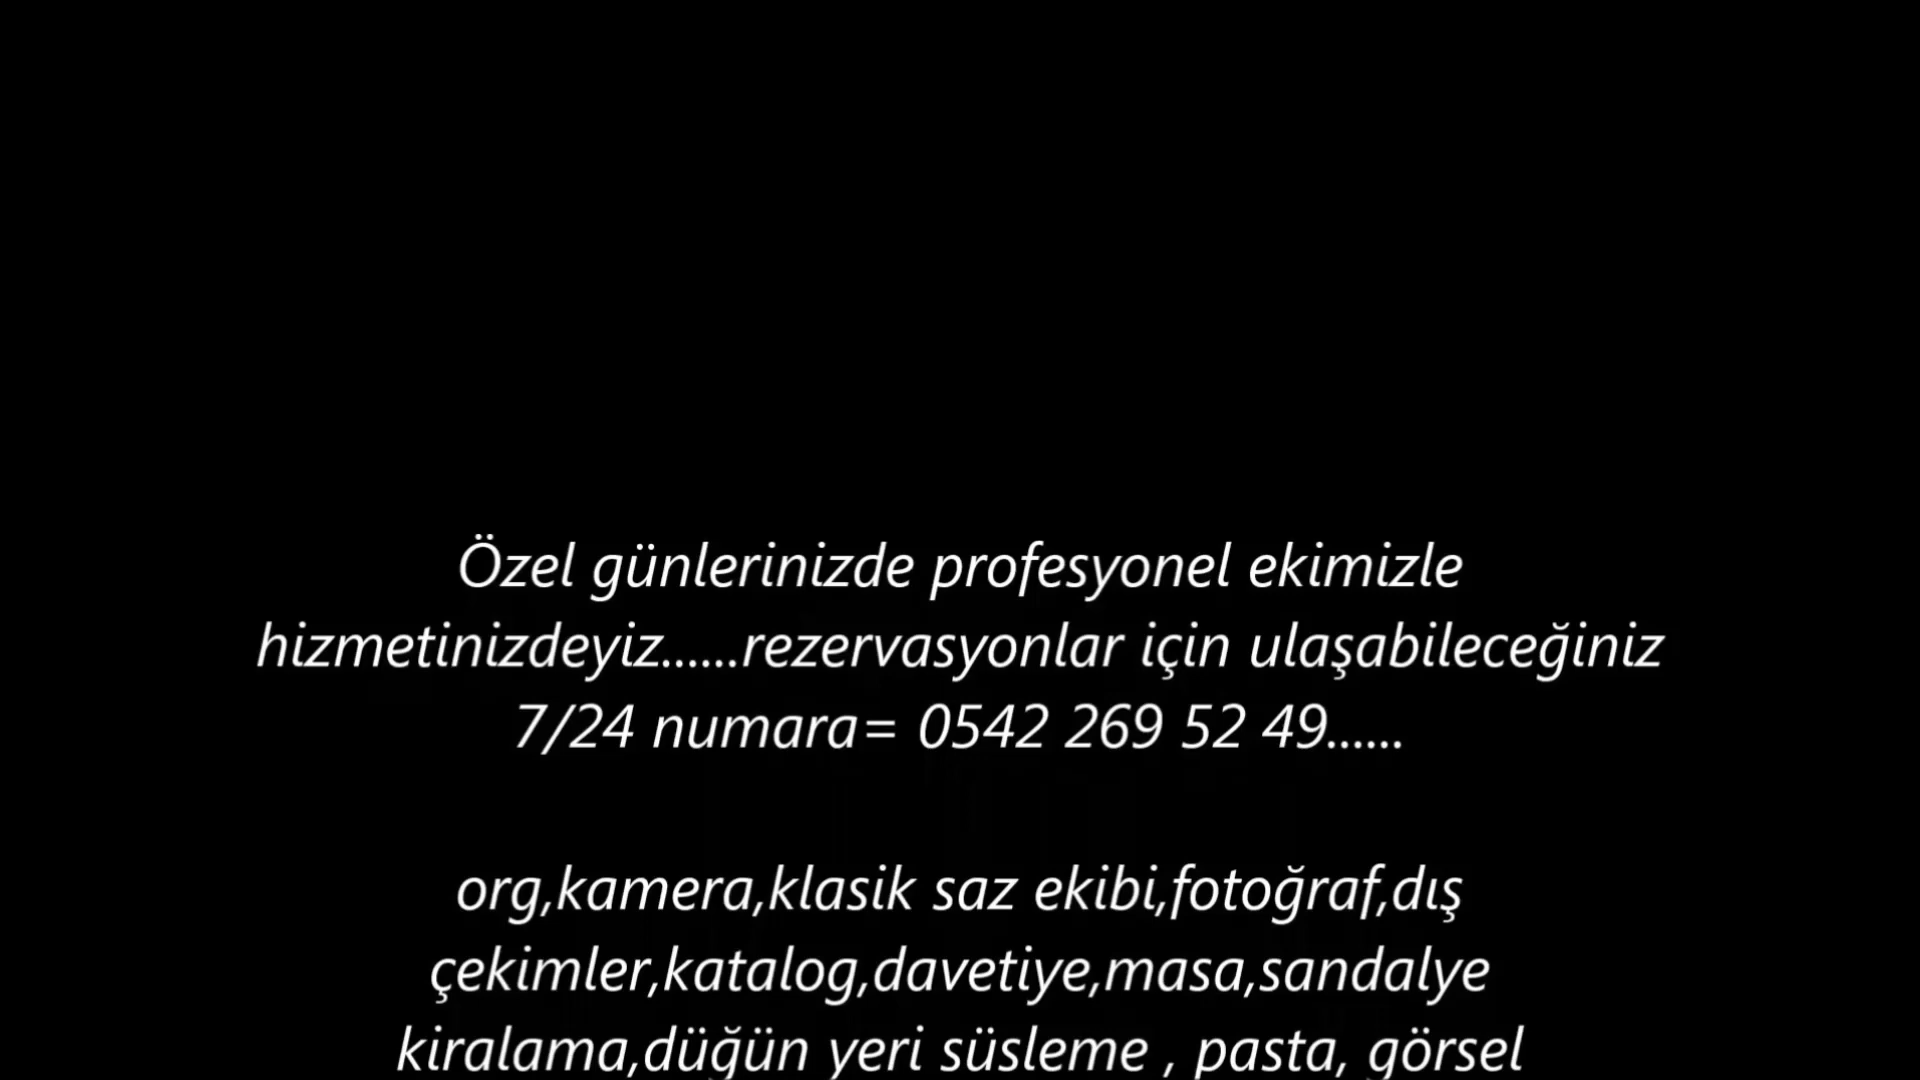 Özel günlerinizde profesyonel ekimizle
hizmetinizdeyiz......rezervasyonlar için ulaşabileceğiniz
7/24 numara= 0542 269 52 49......
org,kamera,klasik saz ekibi,fotoğraf,dış
çekimler,katalog,davetiye,masa,sandalye
kiralama,düğün yeri süsleme , pasta, görsel